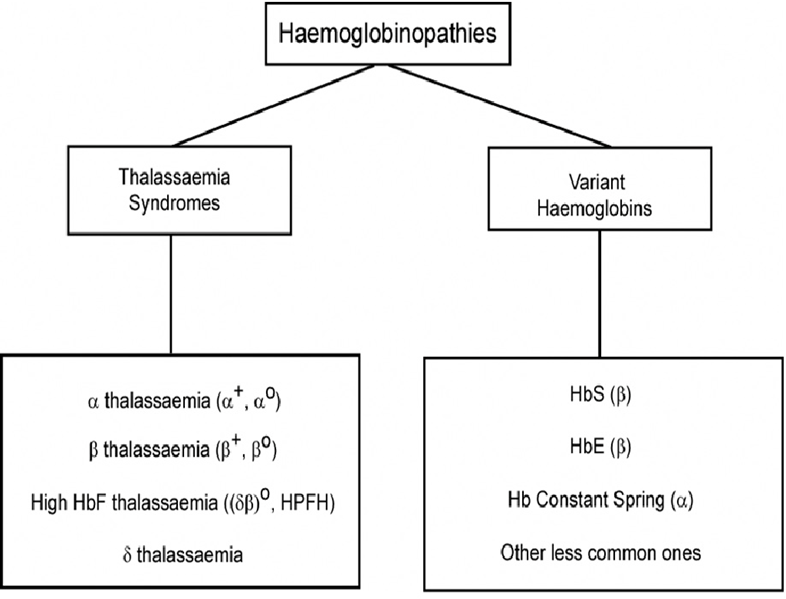 Haemoglobinopathies
Thalassaemia
Syndromes
Variant
Haemoglobins
α thalassaemia (α⁺, α⁰)
β thalassaemia (β⁺, β⁰)
High HbF thalassaemia ((δβ)⁰, HPFH)
δ thalassaemia
HbS (β)
HbE (β)
Hb Constant Spring (α)
Other less common ones